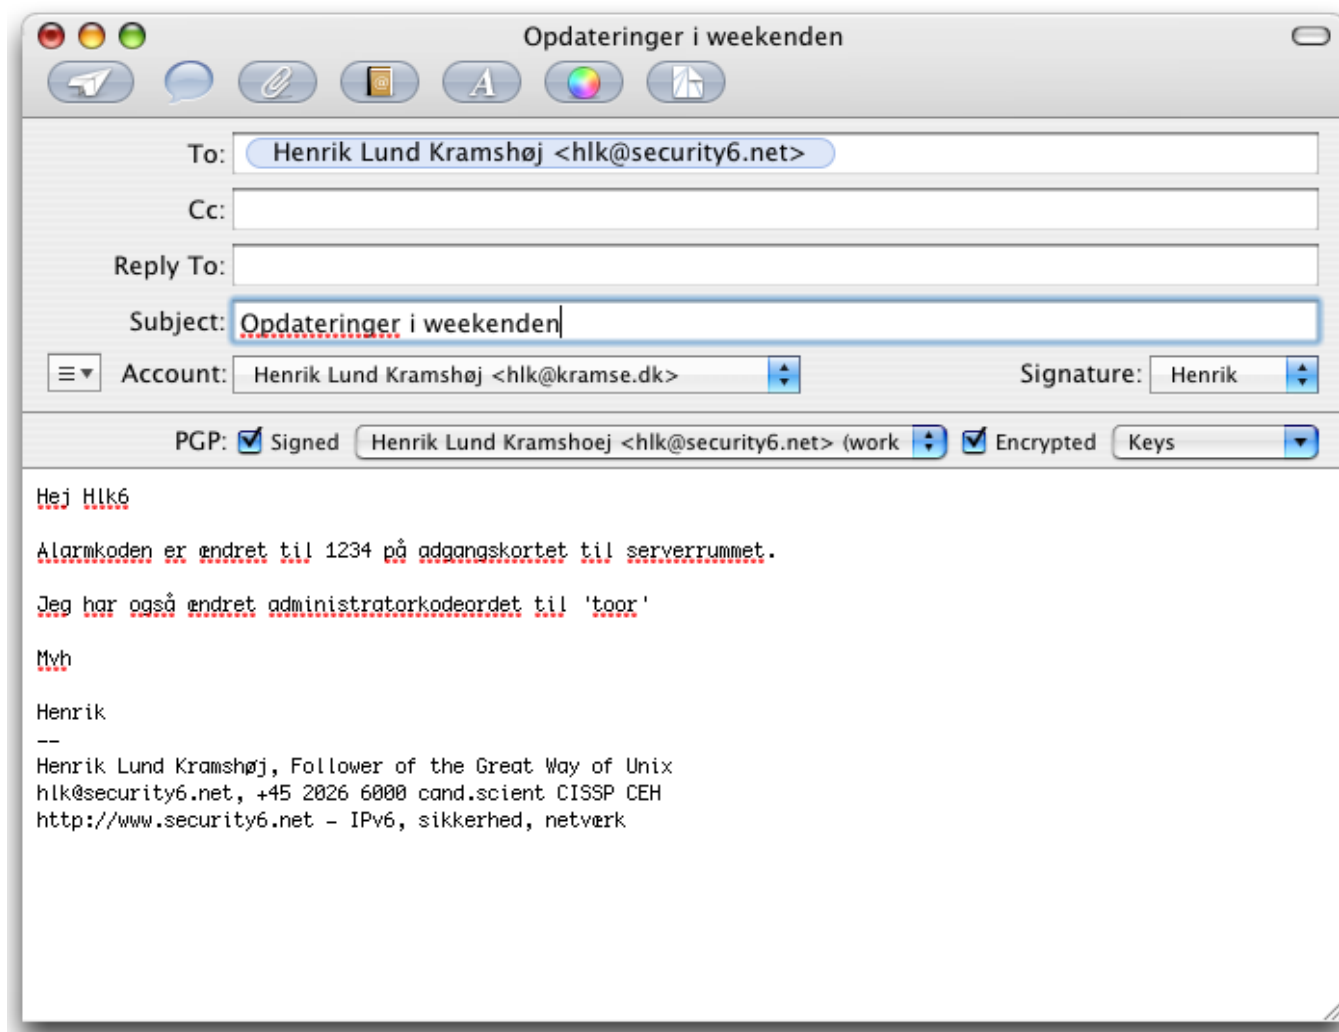 Opdateringer i weekenden
To: Henrik Lund Kramshøj <hlk@security6.net>
Cc:
Reply To:
Subject: Opdateringer i weekenden
Account: Henrik Lund Kramshøj <hlk@kramse.dk> Signature: Henrik
PGP: Signed Henrik Lund Kramshoej <hlk@security6.net> (work Encrypted Keys
Hej Hlk6
Alarmkoden er ændret til 1234 på adgangskortet til serverrummet.
Jeg har også ændret administratorkodeordet til 'toor'
Mvh
Henrik
--
Henrik Lund Kramshøj, Follower of the Great Way of Unix
hlk@security6.net, +45 2026 6000 cand.scient CISSP CEH
http://www.security6.net - IPv6, sikkerhed, netværk